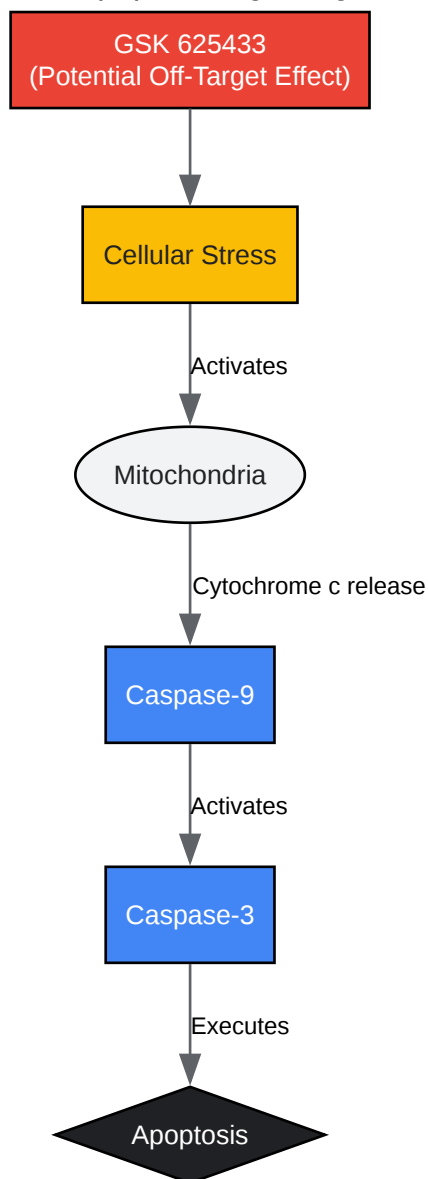 GSK 625433
(Potential Off-Target Effect)
Cellular Stress
Activates
Mitochondria
Cytochrome c release
Caspase-9
Activates
Caspase-3
Executes
Apoptosis